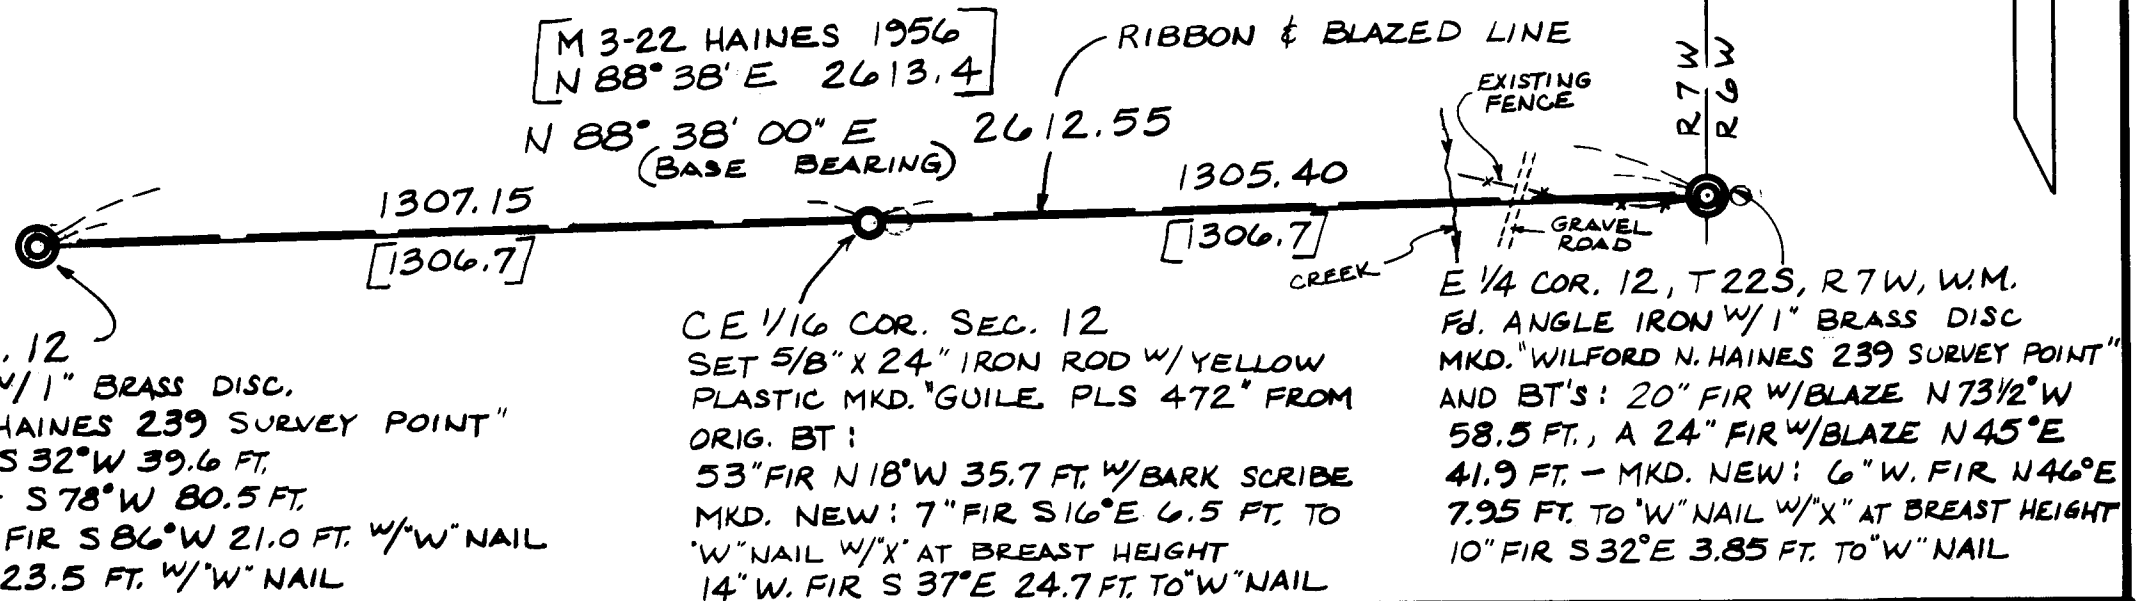 [M 3-22 HAINES 1956
N 88° 38' E 2613.4]
N 88° 38' 00" E 2612.55
(BASE BEARING)
RIBBON & BLAZED LINE
EXISTING
FENCE
R7W
R6W
1307.15
[1306.7]
1305.40
[1306.7]
GRAVEL
ROAD
CREEK
. 12
W/ 1" BRASS DISC.
HAINES 239 SURVEY POINT"
S 32° W 39.6 FT.
S 78° W 80.5 FT.
FIR S 86° W 21.0 FT. W/"W" NAIL
23.5 FT. W/"W" NAIL
C E 1/16 COR. SEC. 12
SET 5/8" X 24" IRON ROD W/ YELLOW
PLASTIC MKD. "GUILE PLS 472" FROM
ORIG. BT:
53" FIR N 18° W 35.7 FT. W/BARK SCRIBE
MKD. NEW: 7" FIR S 16° E 6.5 FT. TO
"W" NAIL W/"X" AT BREAST HEIGHT
14" W. FIR S 37° E 24.7 FT. TO "W" NAIL
E 1/4 COR. 12, T 22S, R 7W, W.M.
Fd. ANGLE IRON W/ 1" BRASS DISC
MKD. "WILFORD N. HAINES 239 SURVEY POINT"
AND BT'S: 20" FIR W/BLAZE N 73 1/2° W
58.5 FT., A 24" FIR W/BLAZE N 45° E
41.9 FT. - MKD. NEW: 6" W. FIR N 46° E
7.95 FT. TO "W" NAIL W/"X" AT BREAST HEIGHT
10" FIR S 32° E 3.85 FT. TO "W" NAIL